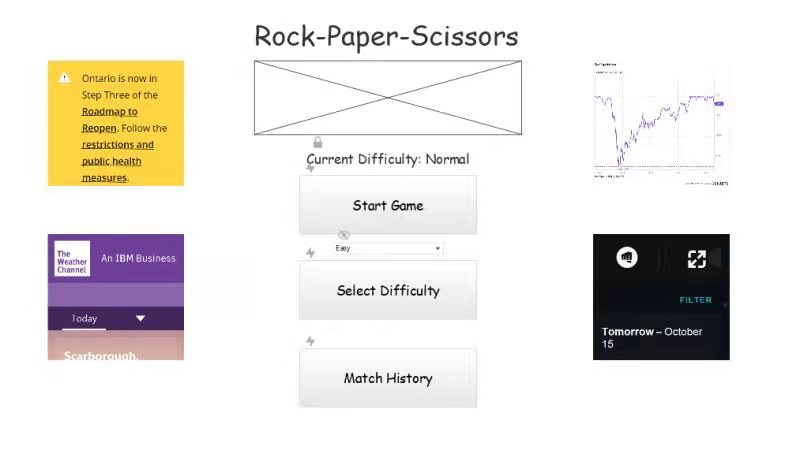 Rock-Paper-Scissors
Ontario is now in
Step Three of the
Roadmap to
Reopen. Follow the
restrictions and
public health
measures.
Current Difficulty: Normal
Start Game
Easy
Select Difficulty
Match History
The
Weather
Channel
An IBM Business
Today
Scarborough,
FILTER
Tomorrow – October
15